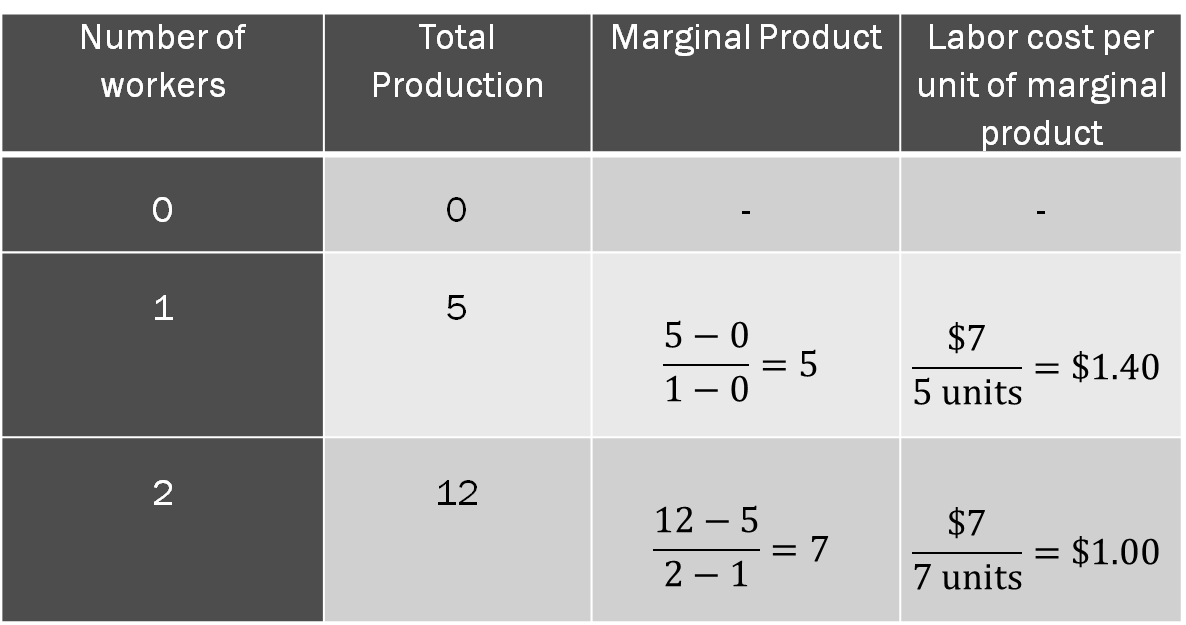 Number of
workers
Total
Production
Marginal Product
Labor cost per
unit of marginal
product
0
0
-
-
1
5
5 − 0
1 − 0
= 5
$7
5 units
= $1.40
2
12
12 − 5
2 − 1
= 7
$7
7 units
= $1.00